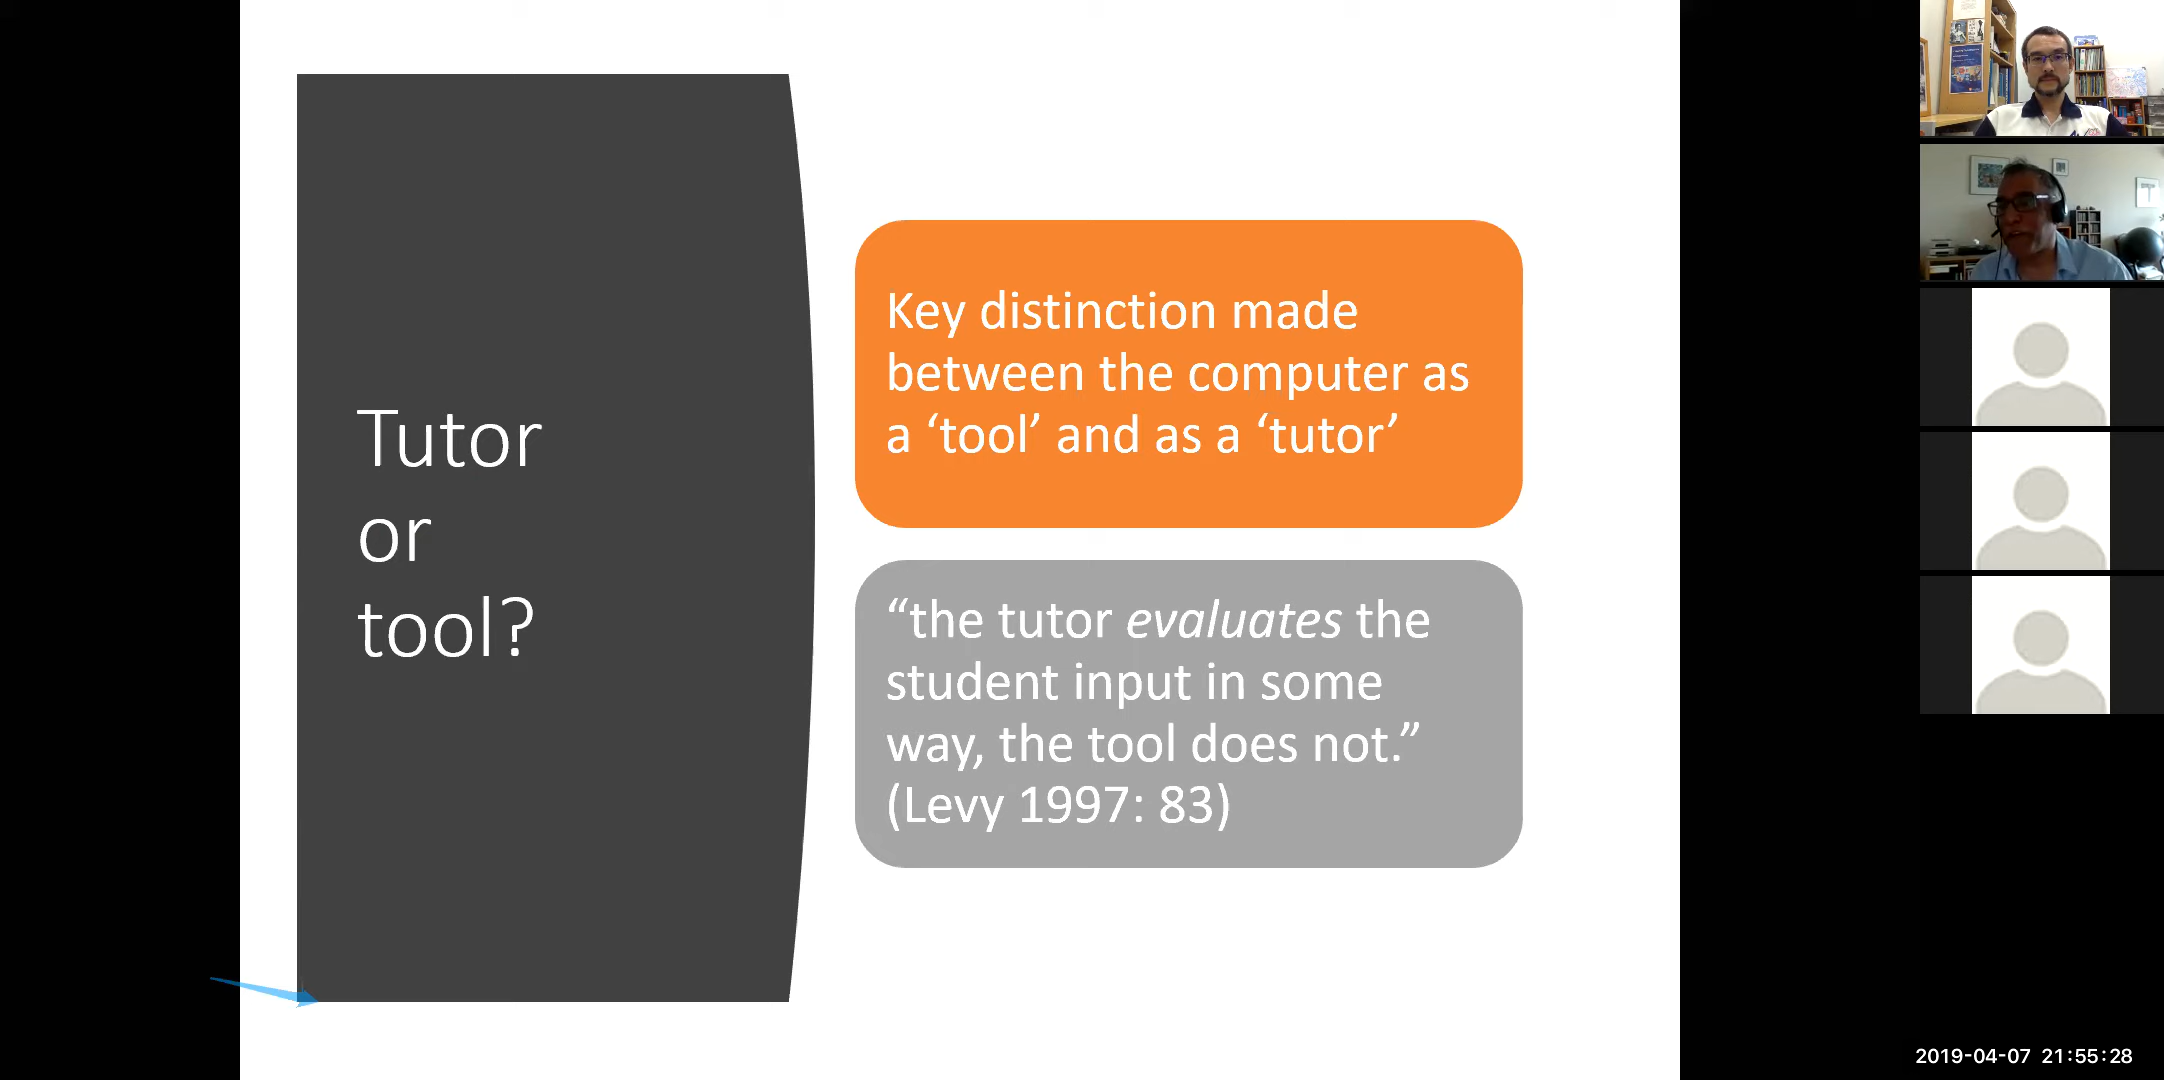 Tutor
or
tool?
Key distinction made
between the computer as
a ‘tool’ and as a ‘tutor’
“the tutor evaluates the
student input in some
way, the tool does not.”
(Levy 1997: 83)
2019-04-07 21:55:28